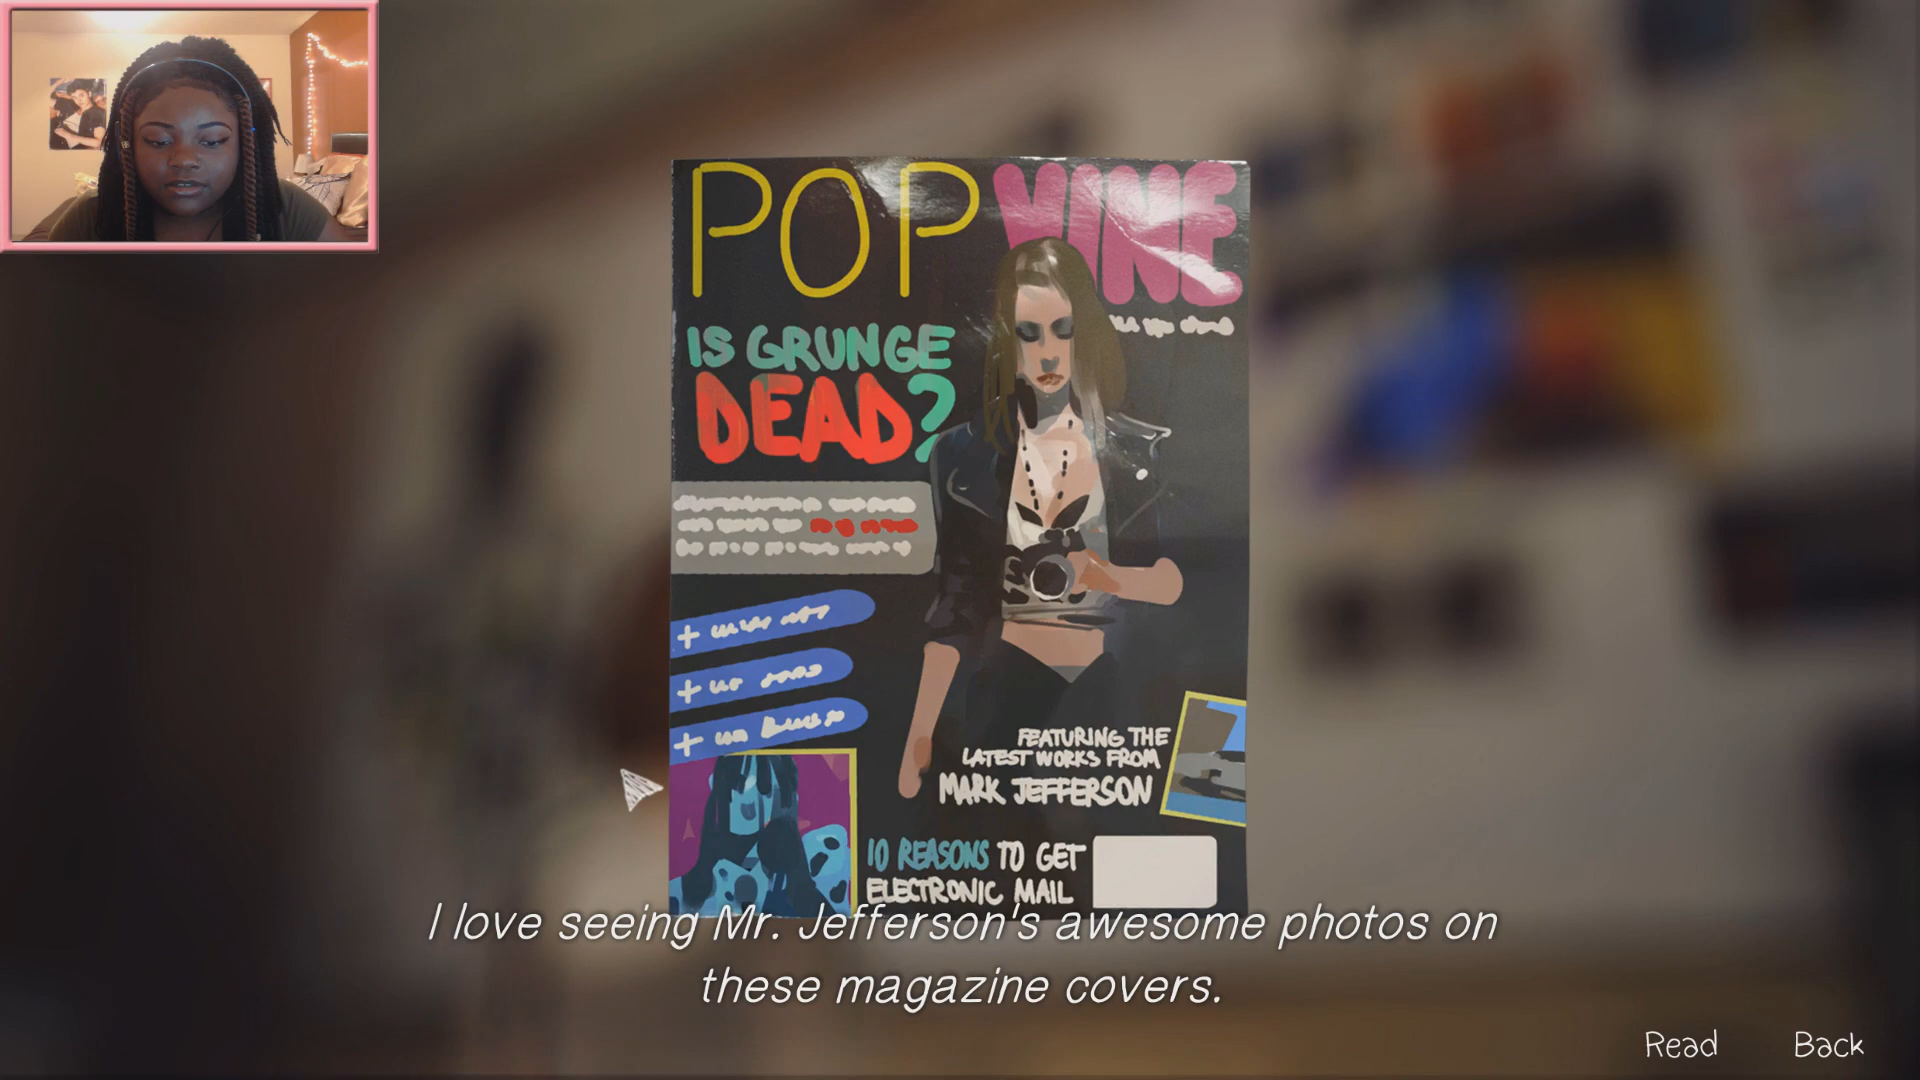 POP VINE
IS GRUNGE
DEAD?
FEATURING THE
LATEST WORKS FROM
MARK JEFFERSON
10 REASONS TO GET
ELECTRONIC MAIL
I love seeing Mr. Jefferson's awesome photos on
these magazine covers.
Read Back